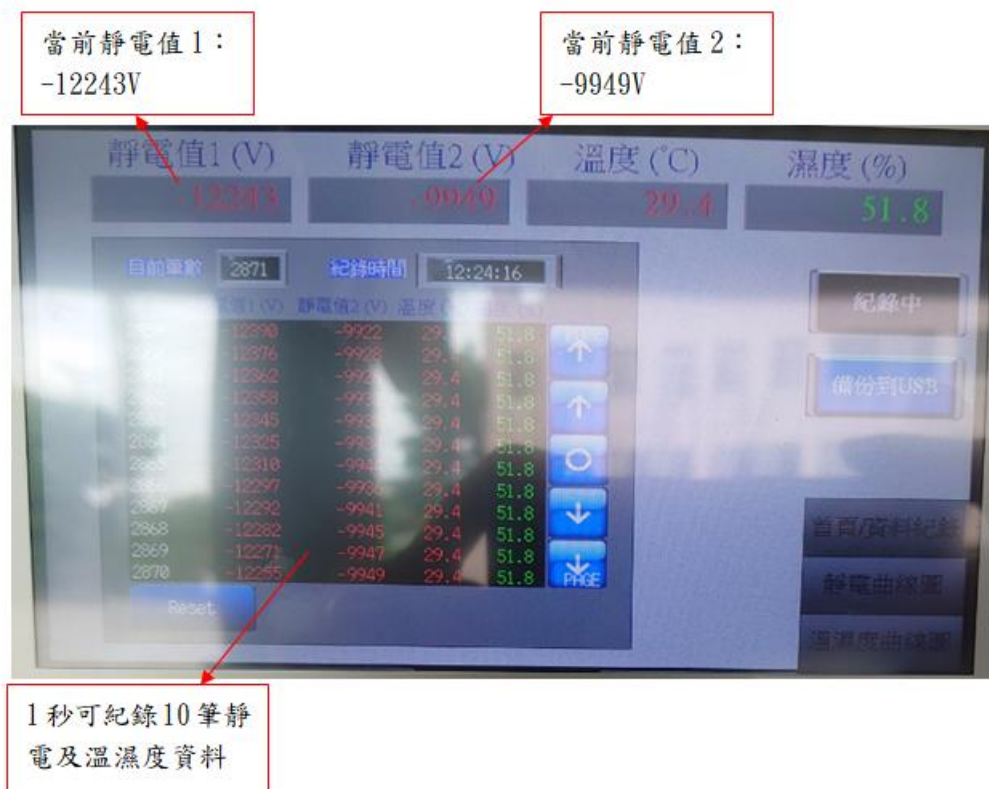 當前靜電值1：
-12243V
當前靜電值2：
-9949V
靜電值1 (V)
靜電值2 (V)
溫度 (℃)
濕度 (%)
-12243
-9949
29.4
51.8
目前筆數
2871
紀錄時間
12:24:16
靜電值2 (V)
-12390 -9922 29.4 51.8
-12376 29.4 51.8
-12362 29.4 51.8
-12358 29.4 51.8
-12345 29.4 51.8
-12325 29.4 51.8
-12310 29.4 51.8
-12297 29.4 51.8
2867 -12292 -9941 29.4 51.8
2868 -12282 -9945 29.4 51.8
2869 -12271 -9947 29.4 51.8
2870 -12255 -9949 29.4 51.8
PAGE
Reset
紀錄中
備份到USB
首頁/資料紀錄
靜電曲線圖
溫濕度曲線圖
1秒可紀錄10筆靜
電及溫濕度資料